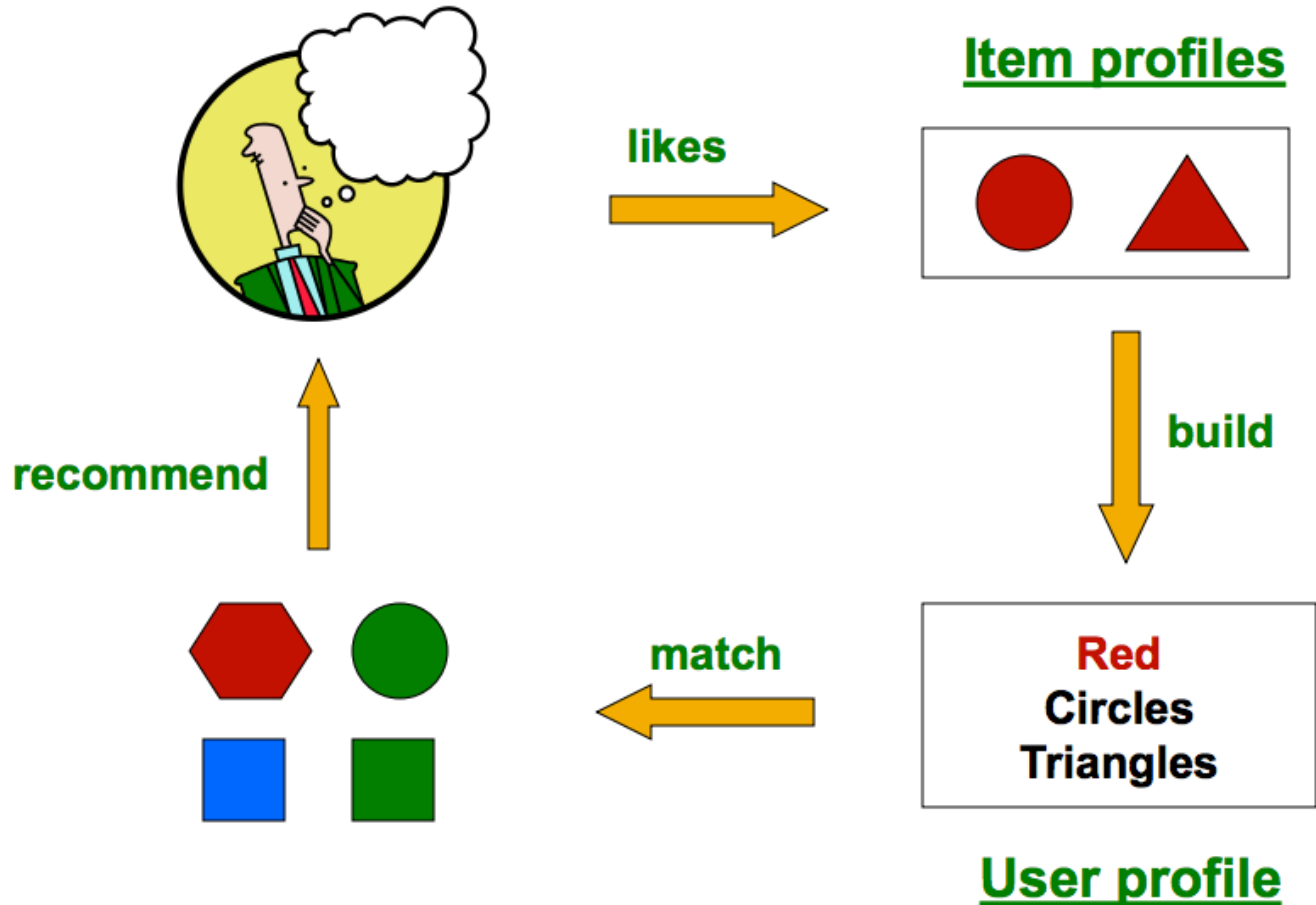 Item profiles
likes
build
recommend
match
Red
Circles
Triangles
User profile